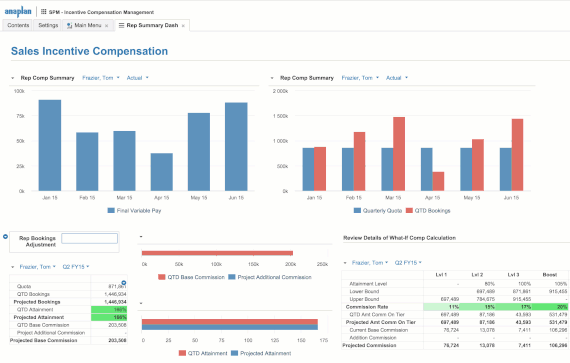 anaplan SPM - Incentive Compensation Management
Contents Settings Main Menu × Rep Summary Dash ×
Sales Incentive Compensation
Rep Comp Summary Frazier, Tom Actual
100k
75k
50k
25k
0k
Jan 15 Feb 15 Mar 15 Apr 15 May 15 Jun 15
Final Variable Pay
Rep Comp Summary Frazier, Tom Actual
2 000k
1 500k
1 000k
500k
0k
Jan 15 Feb 15 Mar 15 Apr 15 May 15 Jun 15
Quarterly Quota QTD Bookings
Rep Bookings
Adjustment
Frazier, Tom Q2 FY15
Quota 871,861
QTD Bookings 1,446,934
Projected Bookings 1,446,934
QTD Attainment 166%
Projected Attainment 166%
QTD Base Commission 203,508
Project Additional Commission
Projected Base Commission 203,508
0k 50k 100k 150k 200k 250k
QTD Base Commission Project Additional Commission
0 25 50 75 100 125 150 175
QTD Attainment Projected Attainment
Review Details of What-If Comp Calculation
Frazier, Tom Q2 FY15
Lvl 1 Lvl 2 Lvl 3 Boost
Attainment Level - 80% 100% 105%
Lower Bound - 697,488 871,861 915,455
Upper Bound 697,488 784,675 915,455 -
Commission Rate 11% 15% 17% 20%
QTD Amt Comm On Tier 697,489 87,186 43,593 531,479
Projected Amt Comm On Tier 697,489 87,186 43,593 531,479
Current Base Commission 76,724 13,078 7,411 106,296
Addition Commission - - - -
Projected Commission 76,724 13,078 7,411 106,296